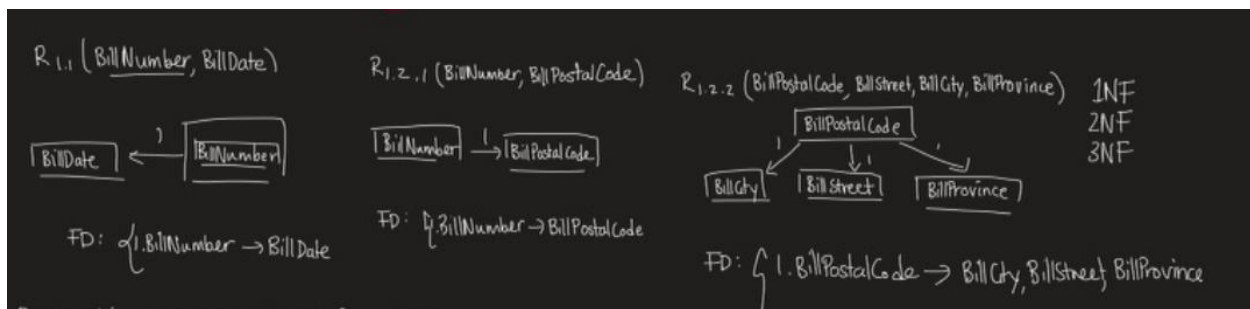 R1.1 (BillNumber, BillDate)
BillDate 1 BillNumber
FD: { 1. BillNumber → BillDate
R1.2.1 (BillNumber, BillPostalCode)
BillNumber 1 BillPostalCode
FD: { 1. BillNumber → BillPostalCode
R1.2.2 (BillPostalCode, BillStreet, BillCity, BillProvince)
BillPostalCode
1 1 1
BillCity BillStreet BillProvince
FD: { 1. BillPostalCode → BillCity, BillStreet, BillProvince
1NF
2NF
3NF